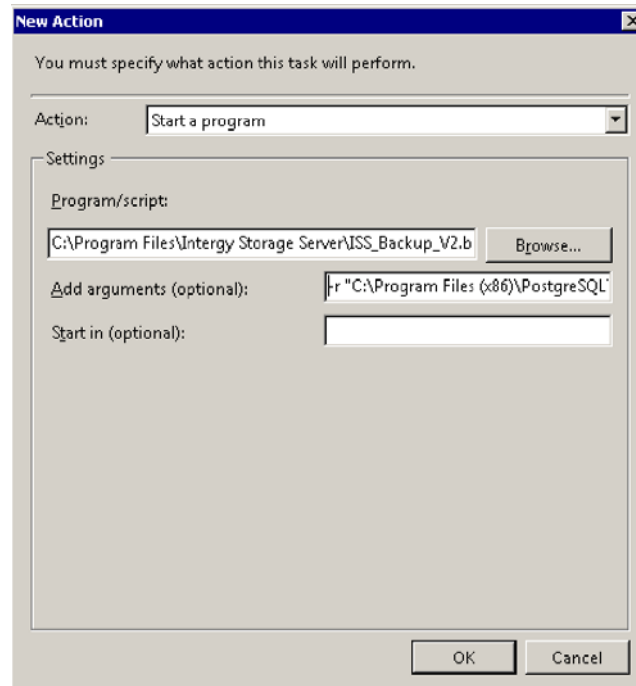 New Action
You must specify what action this task will perform.
Action: Start a program
Settings
Program/script:
C:\Program Files\Intergy Storage Server\ISS_Backup_V2.b Browse...
Add arguments (optional): -r "C:\Program Files (x86)\PostgreSQL\
Start in (optional):
OK Cancel